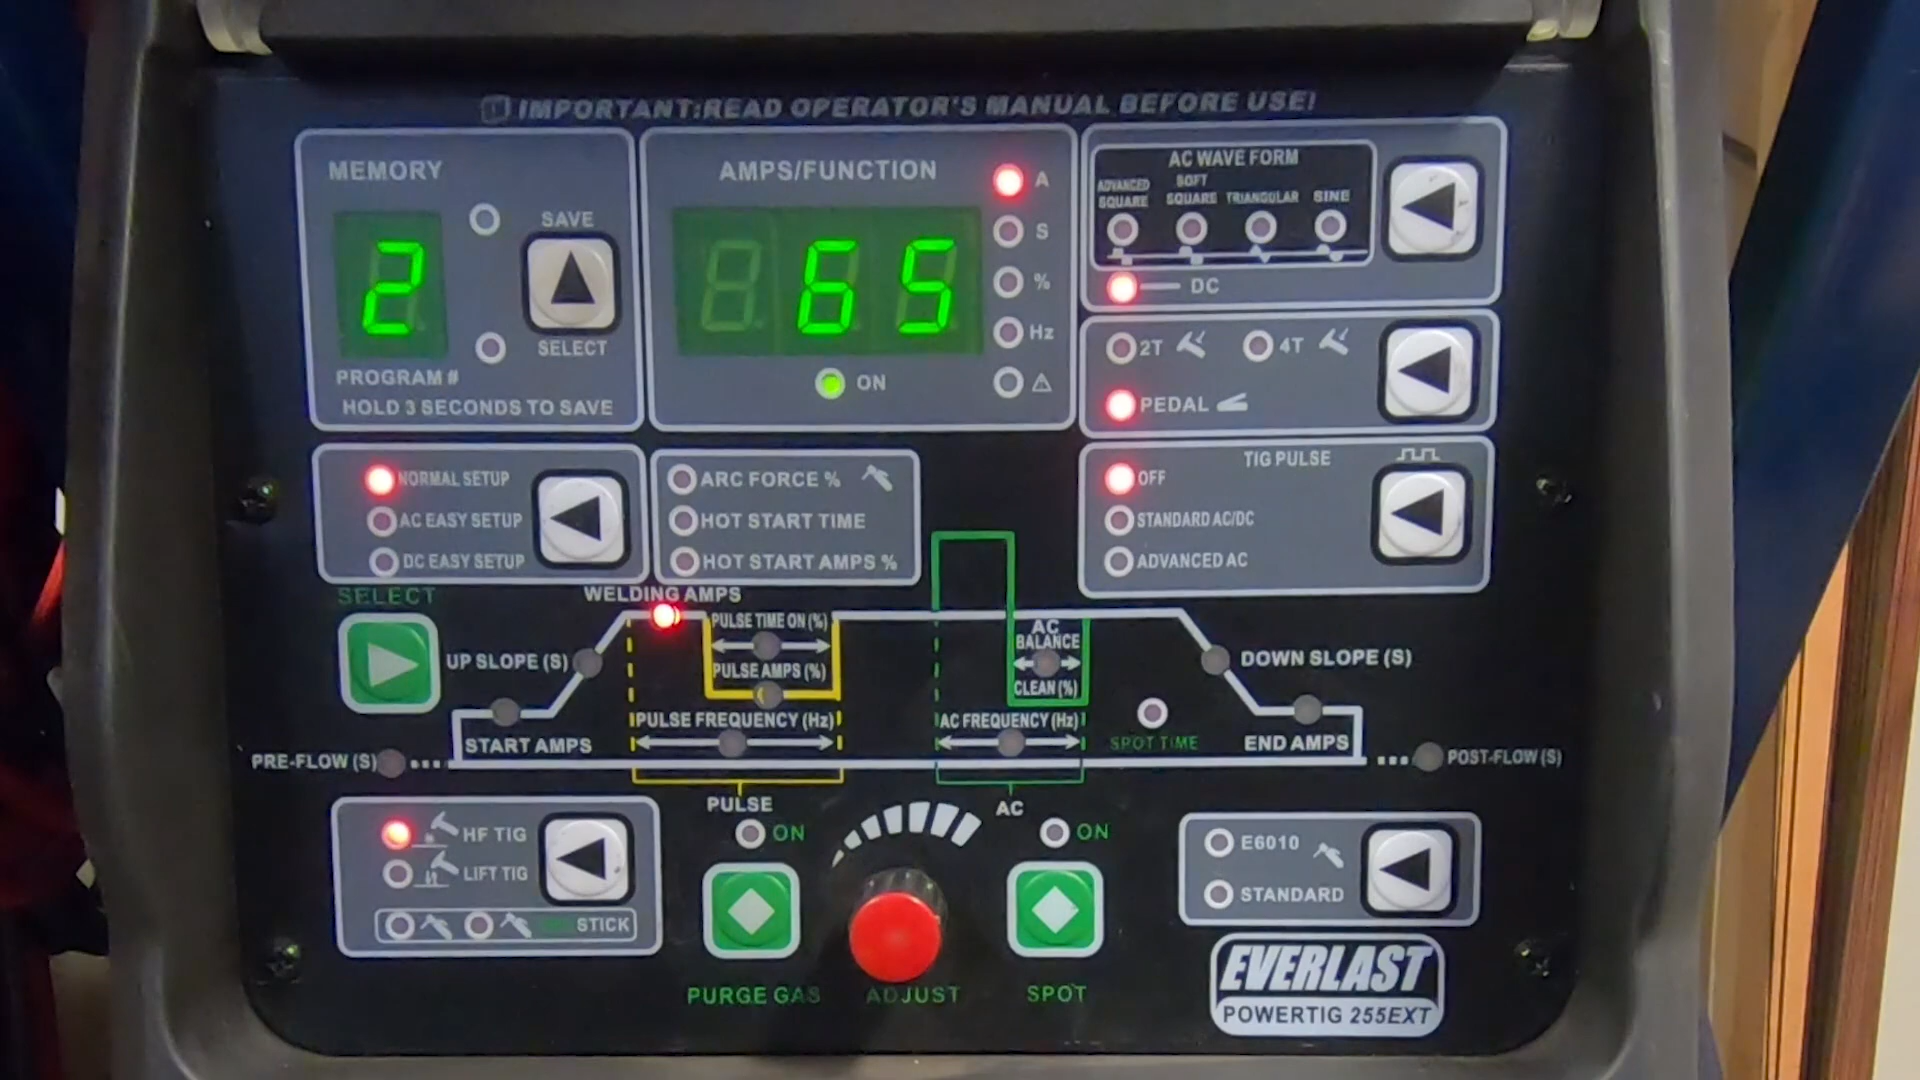 IMPORTANT:READ OPERATOR'S MANUAL BEFORE USE!
MEMORY
SAVE
2
SELECT
PROGRAM #
HOLD 3 SECONDS TO SAVE
AMPS/FUNCTION
A
S
%
Hz
65
ON
AC WAVE FORM
ADVANCED SQUARE
SOFT SQUARE
TRIANGULAR
SINE
DC
2T
4T
PEDAL
NORMAL SETUP
AC EASY SETUP
DC EASY SETUP
ARC FORCE %
HOT START TIME
HOT START AMPS %
TIG PULSE
OFF
STANDARD AC/DC
ADVANCED AC
SELECT
WELDING AMPS
PULSE TIME ON (%)
UP SLOPE (S)
PULSE AMPS (%)
AC
BALANCE
CLEAN (%)
DOWN SLOPE (S)
PULSE FREQUENCY (Hz)
AC FREQUENCY (Hz)
START AMPS
SPOT TIME
END AMPS
PRE-FLOW (S)
POST-FLOW (S)
PULSE
AC
HF TIG
LIFT TIG
STICK
ON
ON
PURGE GAS
ADJUST
SPOT
E6010
STANDARD
EVERLAST
POWERTIG 255EXT